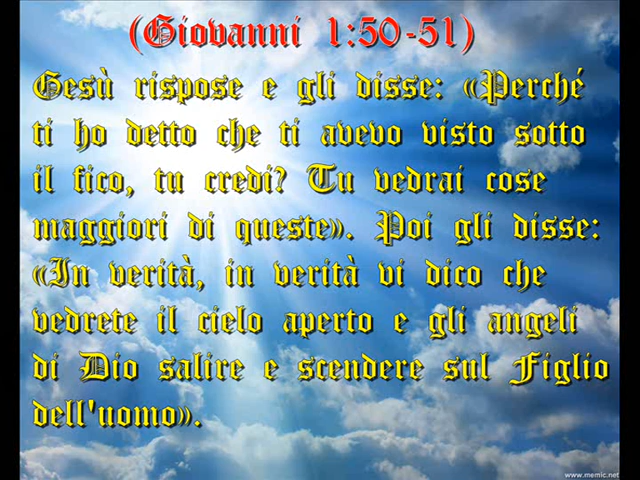 (Giovanni 1:50-51)
Gesù rispose e gli disse: «Perché
ti ho detto che ti avevo visto sotto
il fico, tu credi? Tu vedrai cose
maggiori di queste». Poi gli disse:
«In verità, in verità vi dico che
vedrete il cielo aperto e gli angeli
di Dio salire e scendere sul Figlio
dell'uomo».
www.memic.net